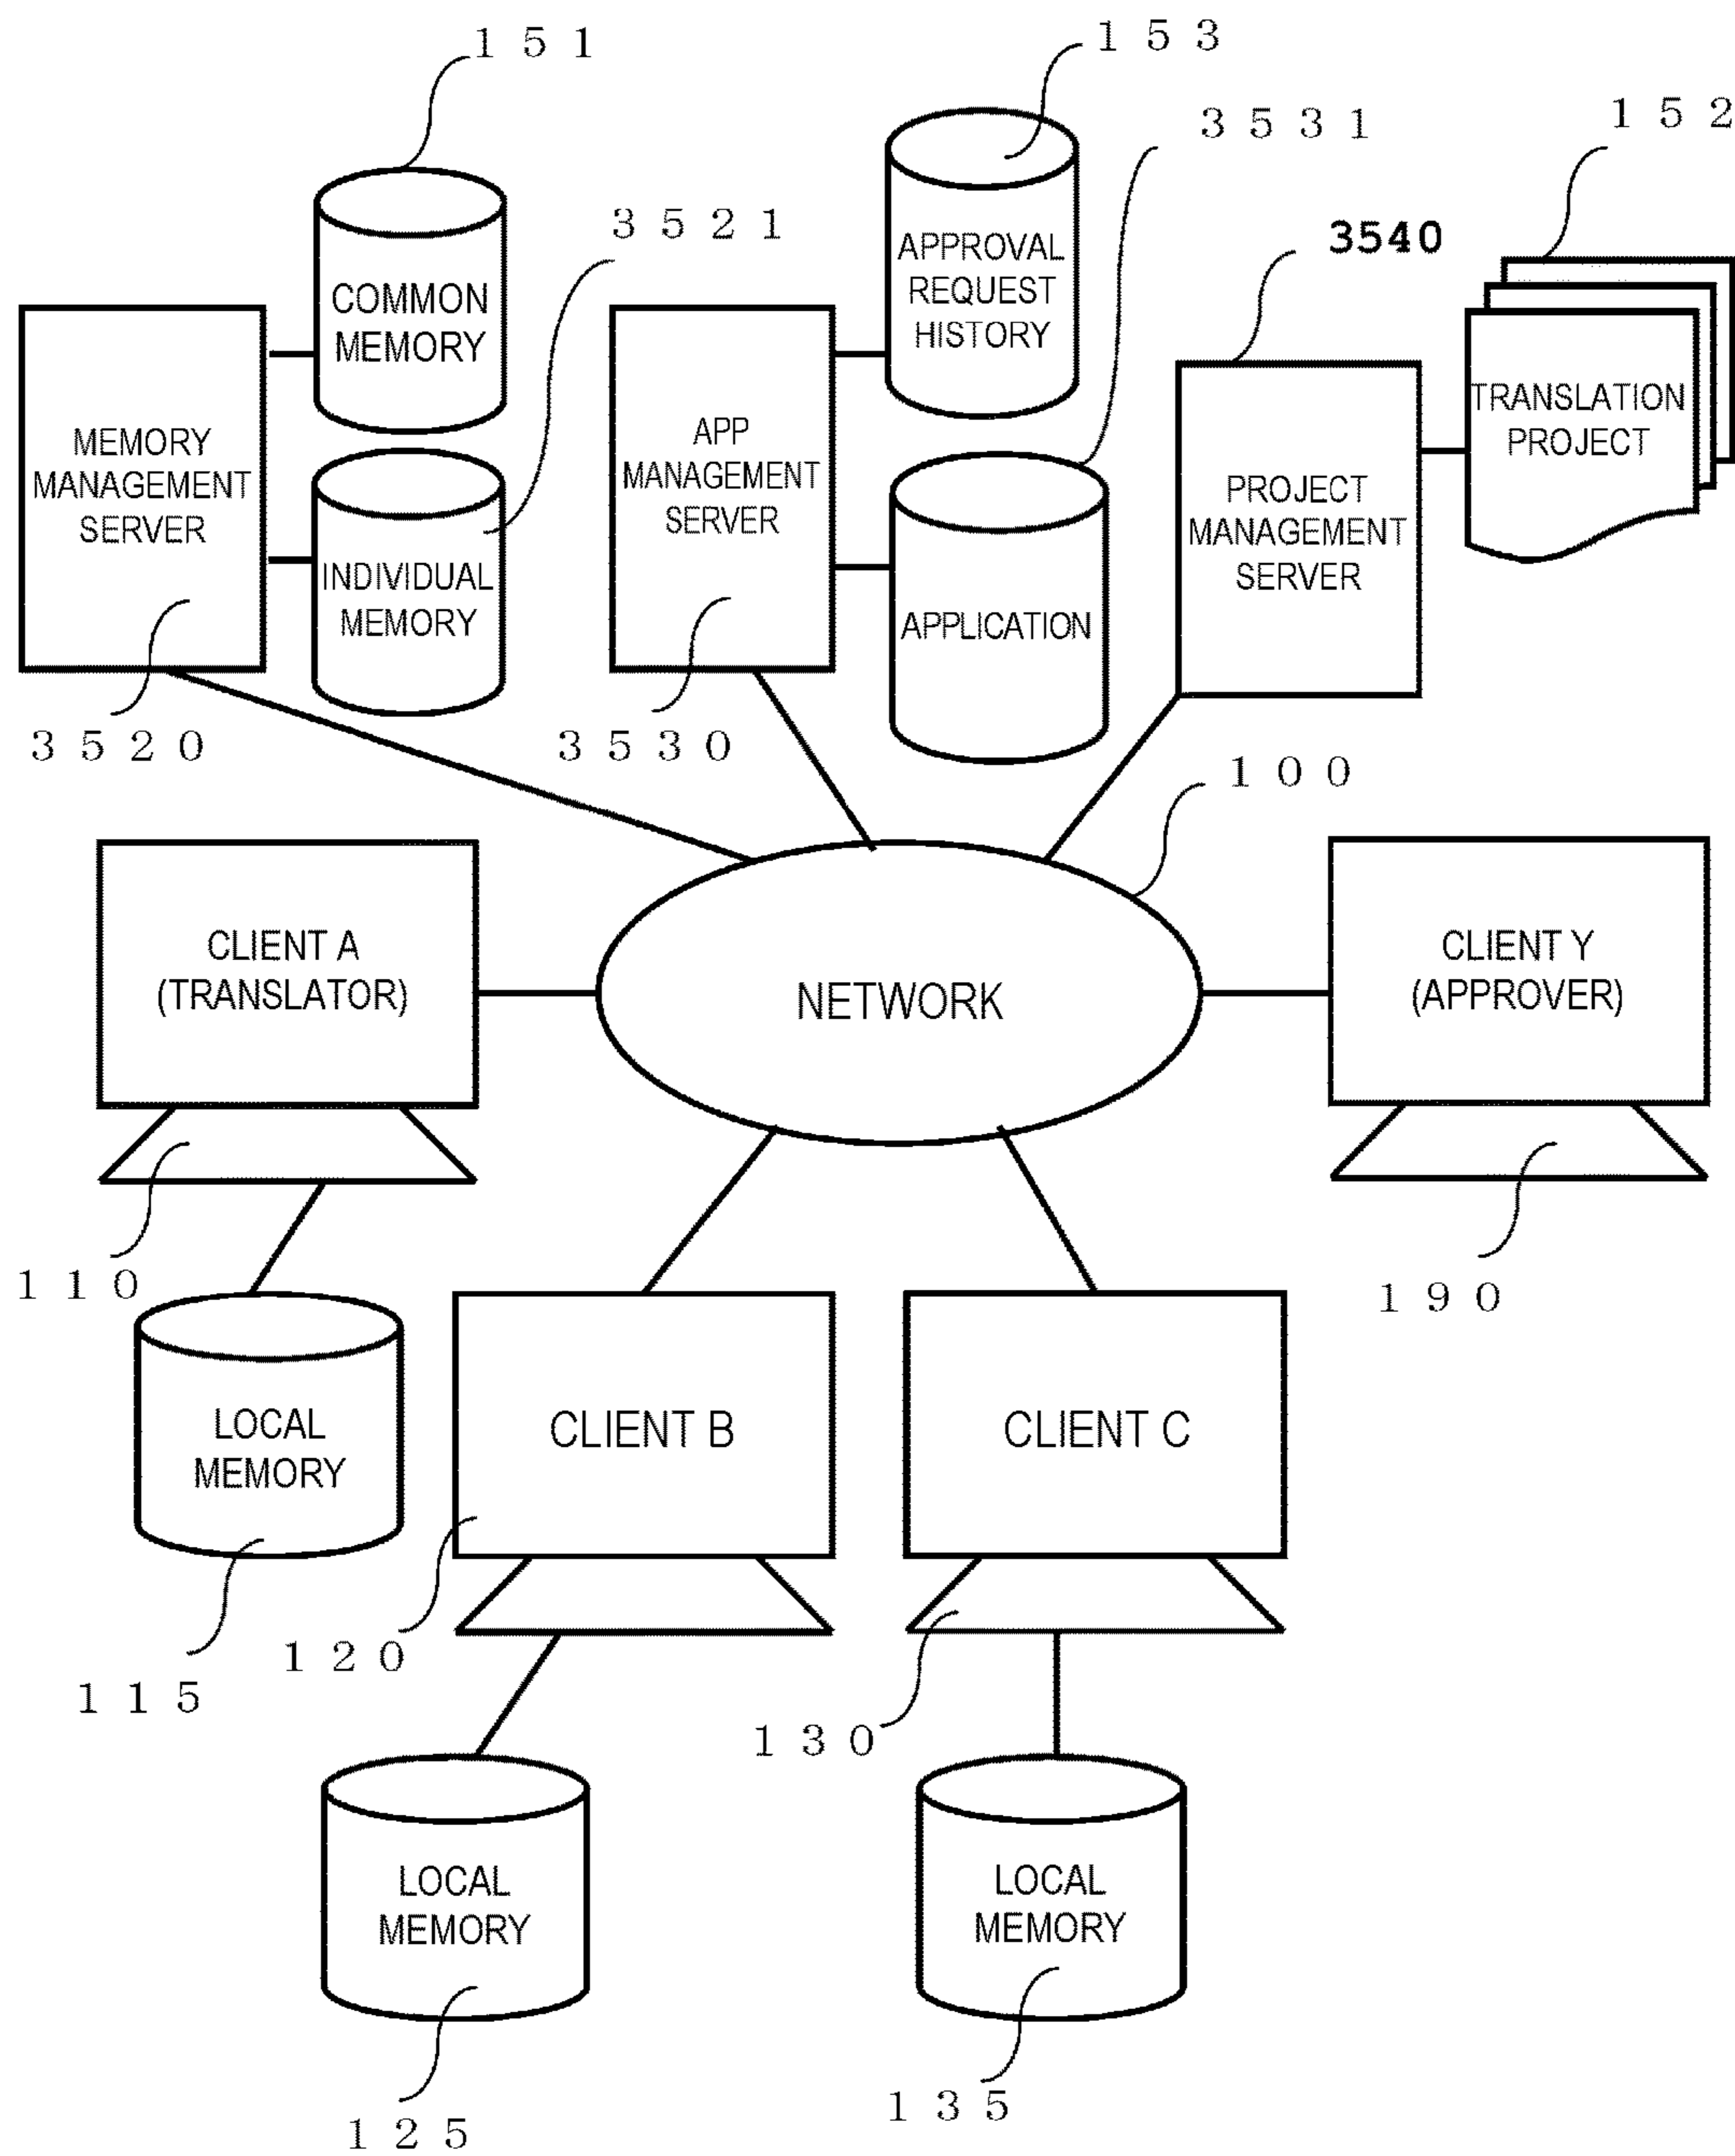 151
153
152
3531
3521
3540
COMMON
MEMORY
APPROVAL
REQUEST
HISTORY
TRANSLATION
PROJECT
MEMORY
MANAGEMENT
SERVER
APP
MANAGEMENT
SERVER
PROJECT
MANAGEMENT
SERVER
INDIVIDUAL
MEMORY
APPLICATION
3520
3530
100
CLIENT A
(TRANSLATOR)
NETWORK
CLIENT Y
(APPROVER)
110
190
LOCAL
MEMORY
CLIENT B
CLIENT C
115
120
130
LOCAL
MEMORY
LOCAL
MEMORY
125
135